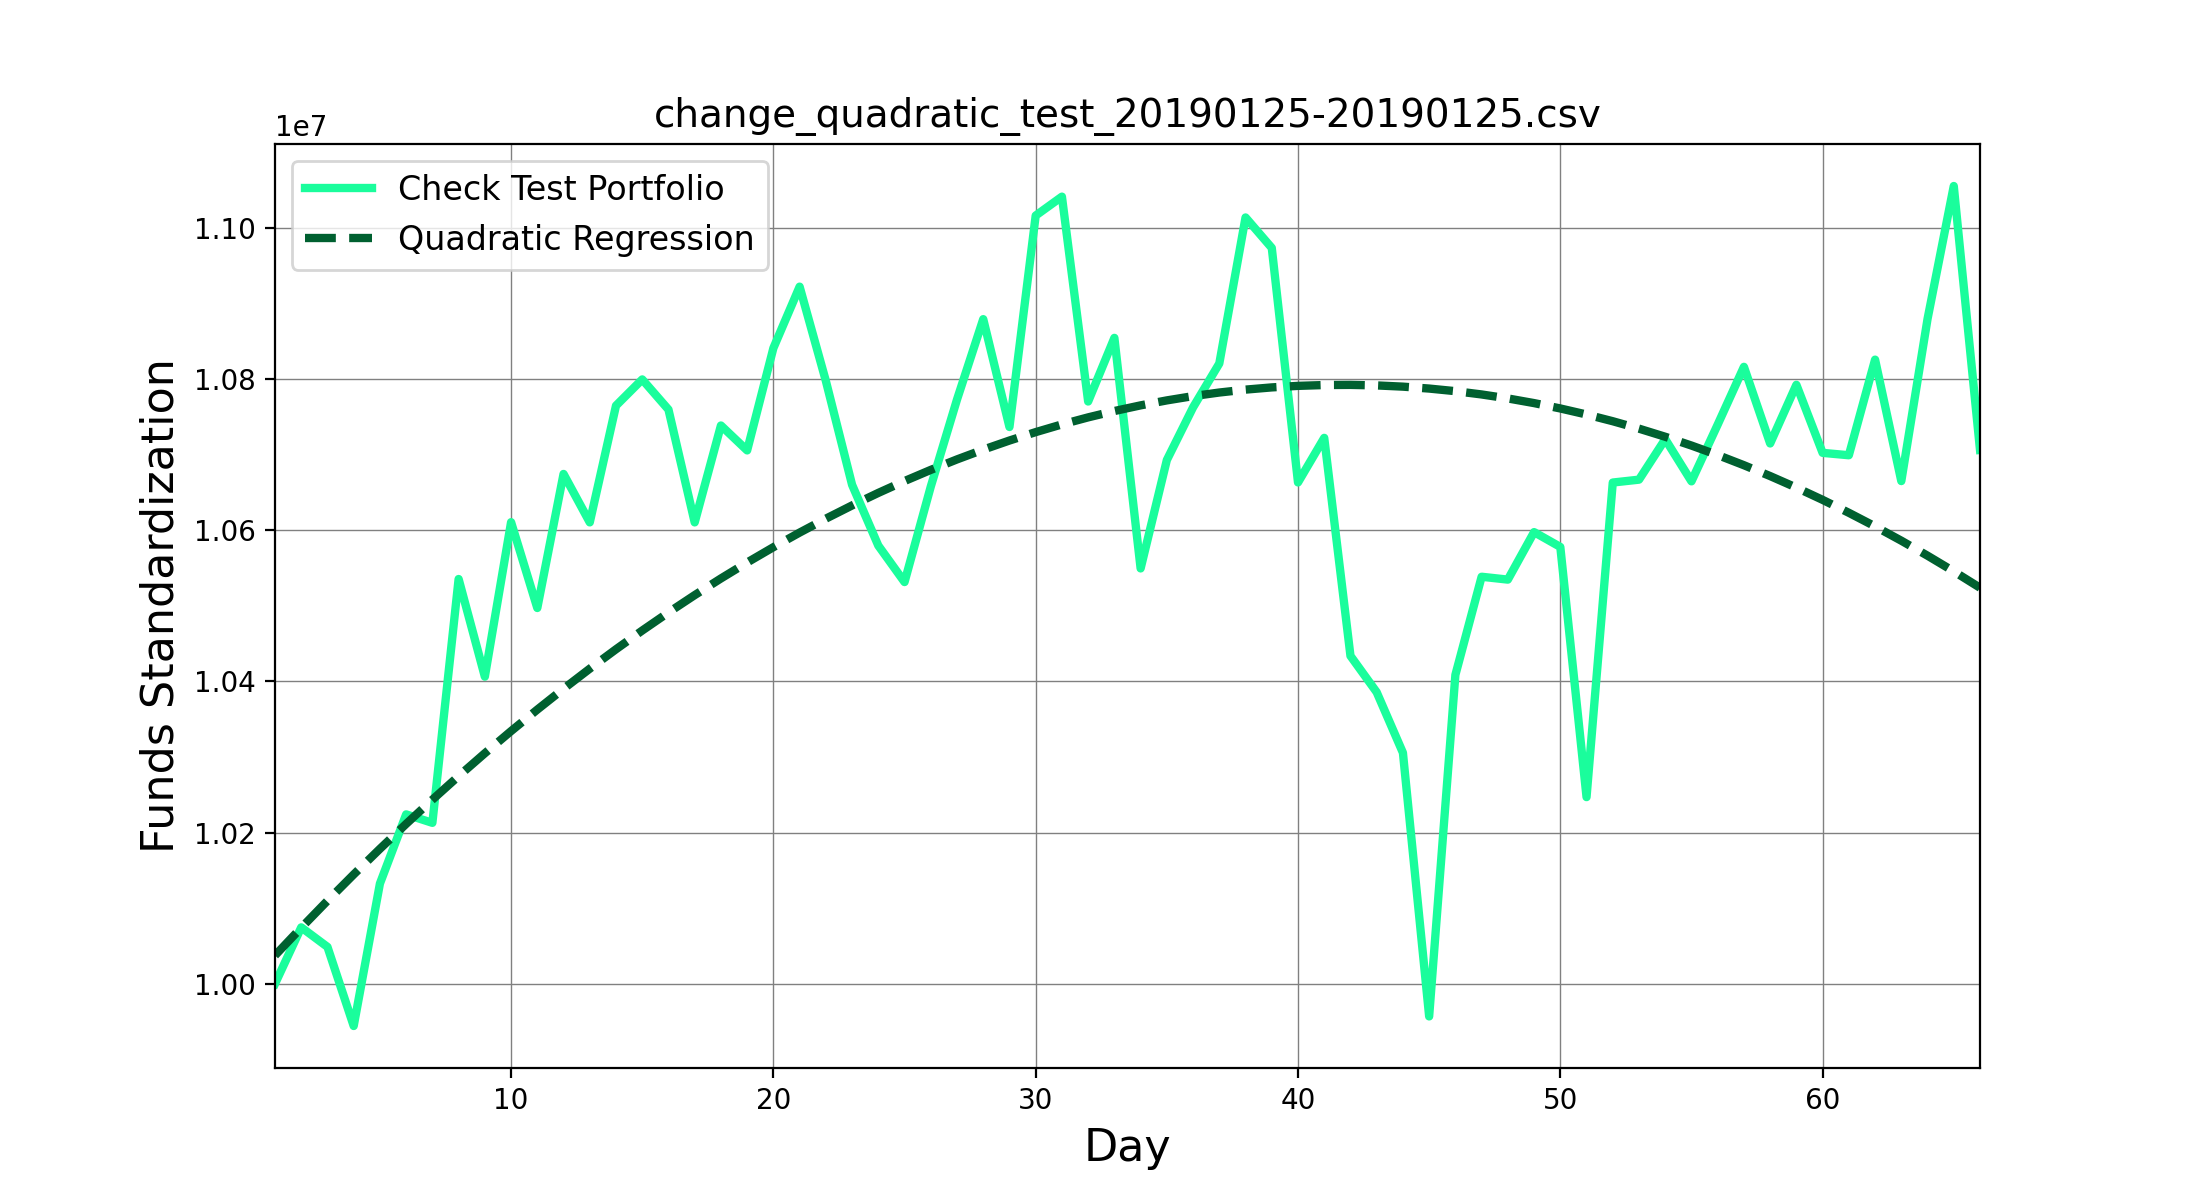 change_quadratic_test_20190125-20190125.csv
1e7
Check Test Portfolio
Quadratic Regression
Funds Standardization
1.10
1.08
1.06
1.04
1.02
1.00
10 20 30 40 50 60
Day